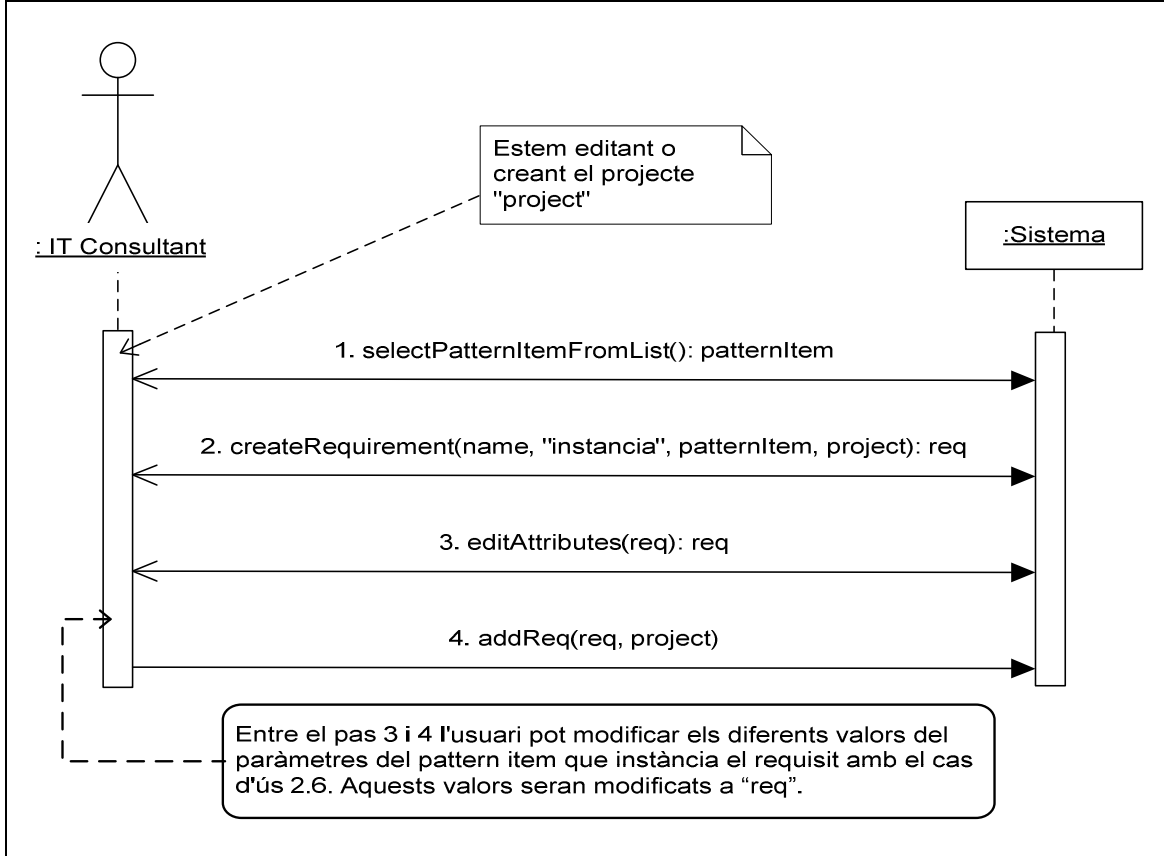 Estem editant o
creant el projecte
"project"
: IT Consultant
:Sistema
1. selectPatternItemFromList(): patternItem
2. createRequirement(name, "instancia", patternItem, project): req
3. editAttributes(req): req
4. addReq(req, project)
Entre el pas 3 i 4 l'usuari pot modificar els diferents valors del
paràmetres del pattern item que instància el requisit amb el cas
d'ús 2.6. Aquests valors seran modificats a “req”.